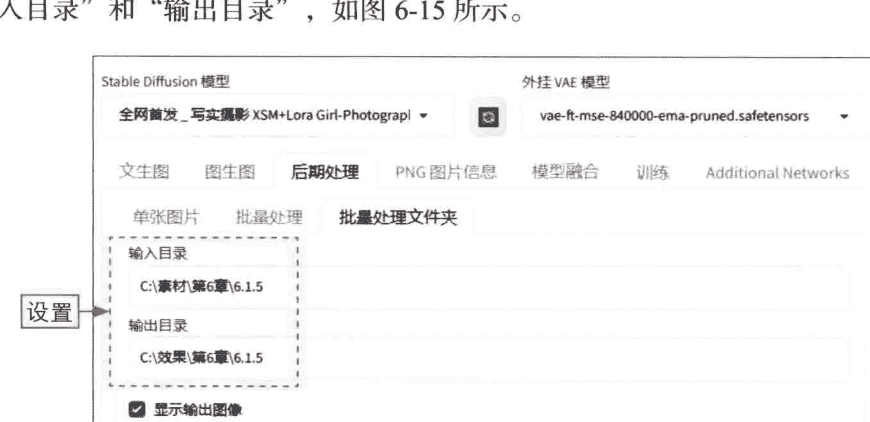 入目录”和“输出目录”，如图 6-15 所示。
Stable Diffusion 模型 外挂 VAE 模型
全网首发_写实摄影 XSM+Lora Girl-Photograpl vae-ft-mse-840000-ema-pruned.safetensors
文生图 图生图 后期处理 PNG 图片信息 模型融合 训练 Additional Networks
单张图片 批量处理 批量处理文件夹
输入目录
C:\素材\第6章\6.1.5
设置
输出目录
C:\效果\第6章\6.1.5
显示输出图像